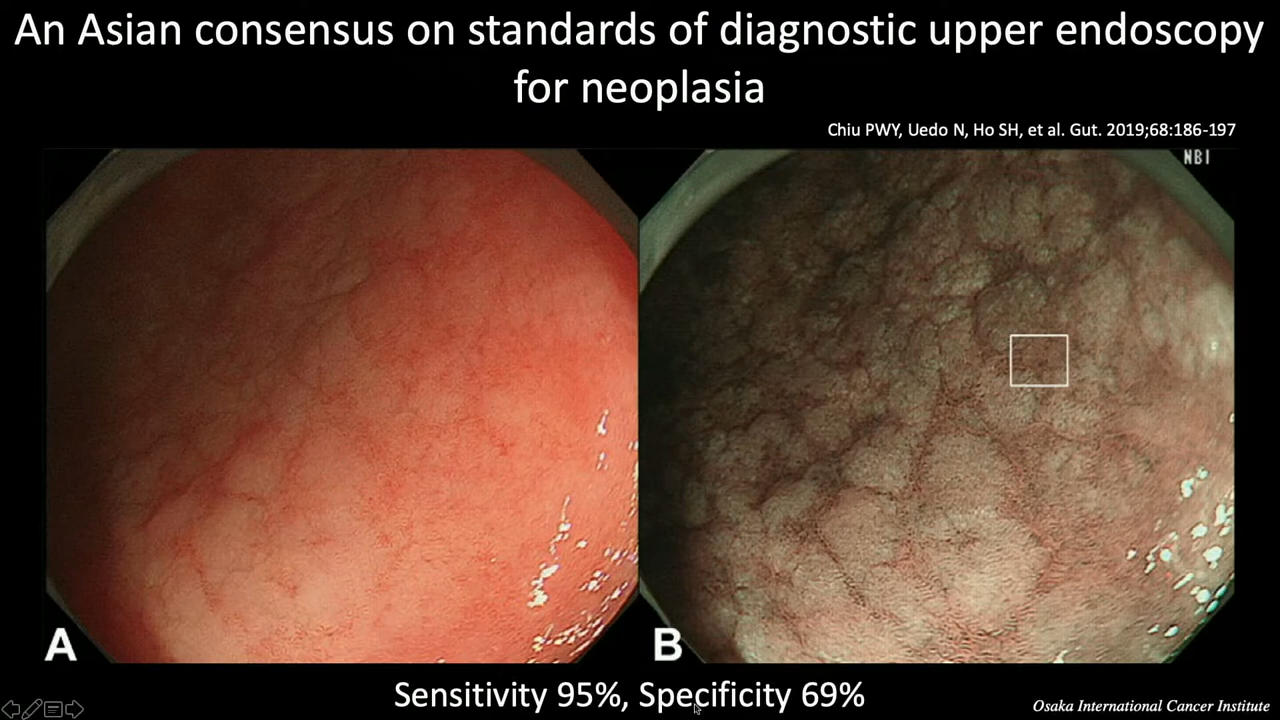 An Asian consensus on standards of diagnostic upper endoscopy
for neoplasia
Chiu PWY, Uedo N, Ho SH, et al. Gut. 2019;68:186-197
NBI
A
B
Sensitivity 95%, Specificity 69%
Osaka International Cancer Institute